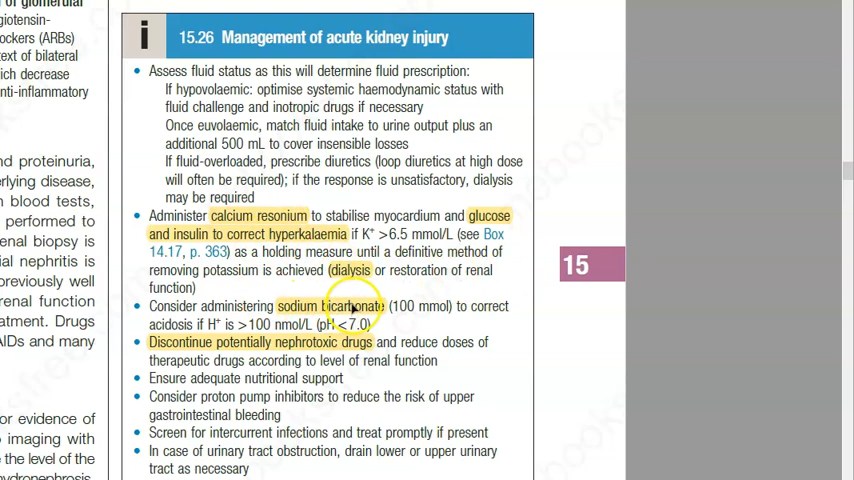 of glomerular
giotensin-
ockers (ARBs)
text of bilateral
hich decrease
anti-inflammatory
nd proteinuria,
erlying disease,
n blood tests,
performed to
enal biopsy is
ial nephritis is
previously well
renal function
atment. Drugs
AIDs and many
or evidence of
o imaging with
e the level of the
hydronephrosis.
i 15.26 Management of acute kidney injury
• Assess fluid status as this will determine fluid prescription:
If hypovolaemic: optimise systemic haemodynamic status with
fluid challenge and inotropic drugs if necessary
Once euvolaemic, match fluid intake to urine output plus an
additional 500 mL to cover insensible losses
If fluid-overloaded, prescribe diuretics (loop diuretics at high dose
will often be required); if the response is unsatisfactory, dialysis
may be required
• Administer calcium resonium to stabilise myocardium and glucose
and insulin to correct hyperkalaemia if K⁺ >6.5 mmol/L (see Box
14.17, p. 363) as a holding measure until a definitive method of
removing potassium is achieved (dialysis or restoration of renal
function)
• Consider administering sodium bicarbonate (100 mmol) to correct
acidosis if H⁺ is >100 nmol/L (pH <7.0)
• Discontinue potentially nephrotoxic drugs and reduce doses of
therapeutic drugs according to level of renal function
• Ensure adequate nutritional support
• Consider proton pump inhibitors to reduce the risk of upper
gastrointestinal bleeding
• Screen for intercurrent infections and treat promptly if present
• In case of urinary tract obstruction, drain lower or upper urinary
tract as necessary
15